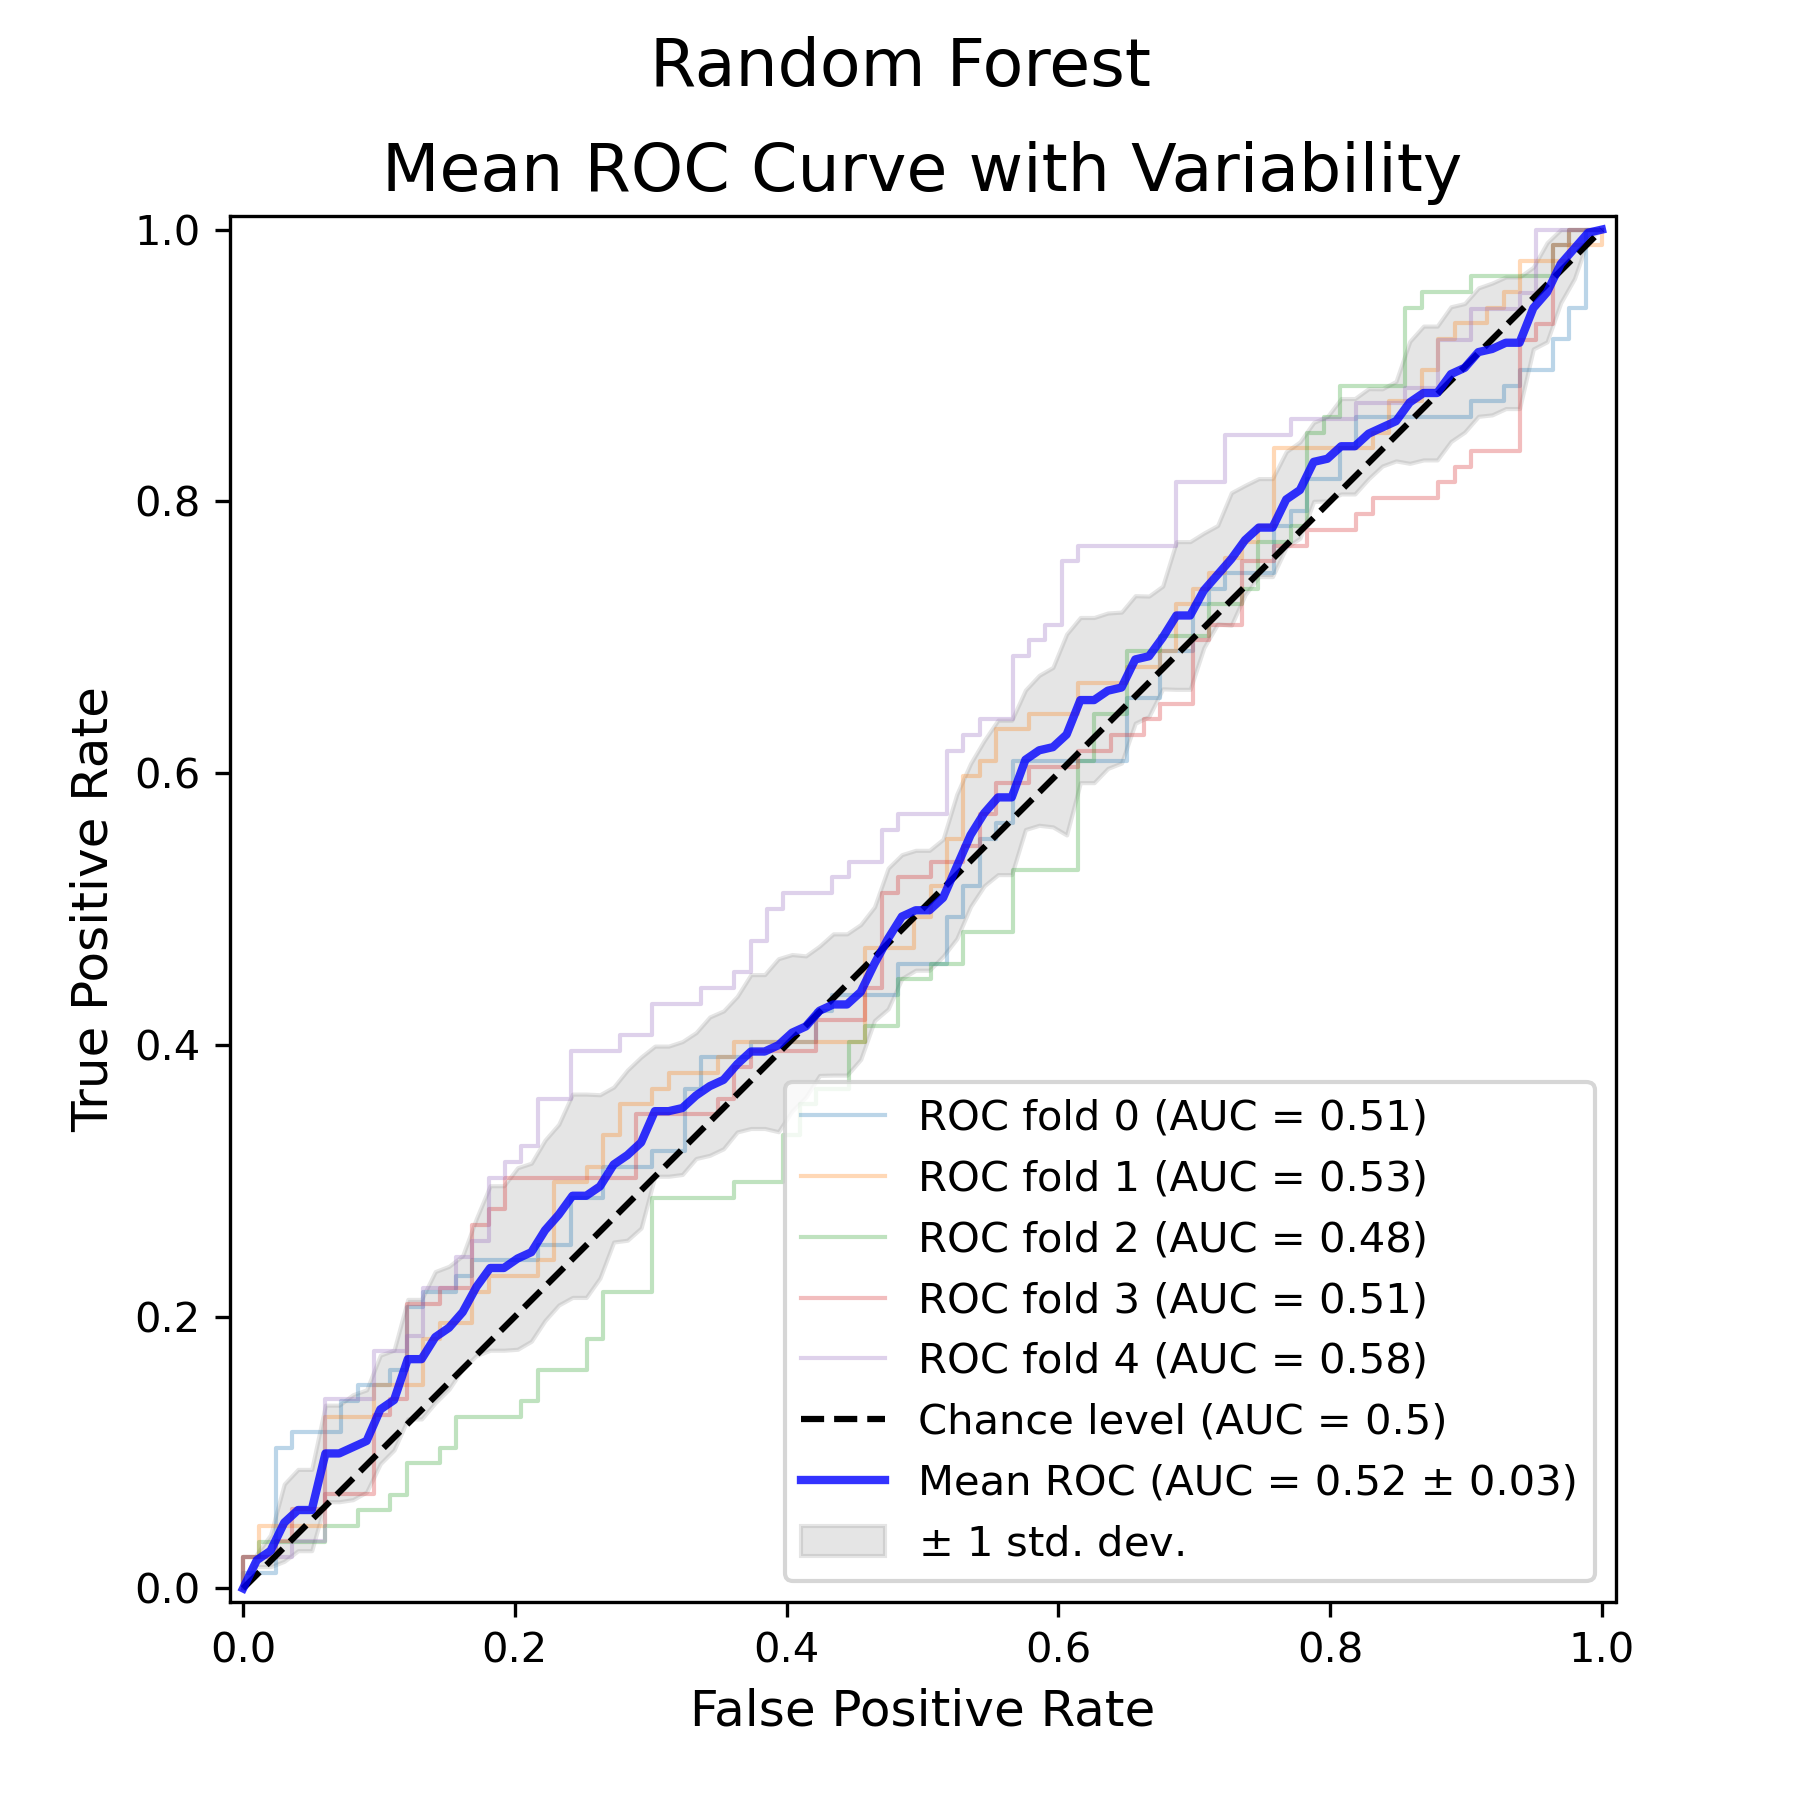 Random Forest
Mean ROC Curve with Variability
True Positive Rate
1.0
0.8
0.6
0.4
0.2
0.0
ROC fold 0 (AUC = 0.51)
ROC fold 1 (AUC = 0.53)
ROC fold 2 (AUC = 0.48)
ROC fold 3 (AUC = 0.51)
ROC fold 4 (AUC = 0.58)
Chance level (AUC = 0.5)
Mean ROC (AUC = 0.52 ± 0.03)
± 1 std. dev.
0.0 0.2 0.4 0.6 0.8 1.0
False Positive Rate